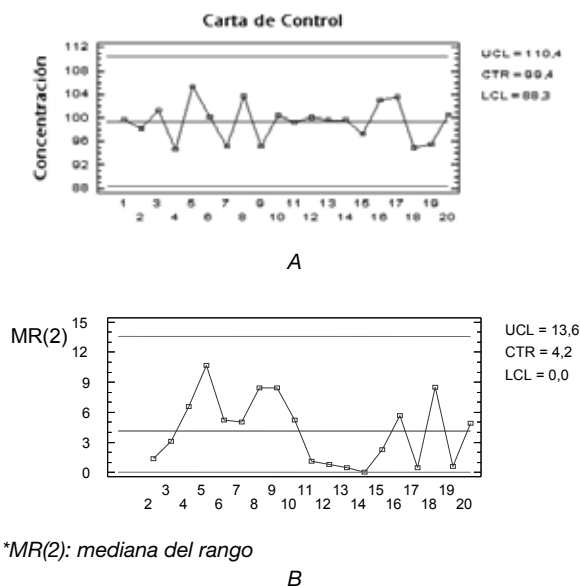 Carta de Control
Concentración
112
108
104
100
96
92
88
1 3 5 7 9 11 13 15 17 19
2 4 6 8 10 12 14 16 18 20
UCL = 110,4
CTR = 99,4
LCL = 88,3
A
MR(2)
15
12
9
6
3
0
3 5 7 9 11 13 15 17 19
2 4 6 8 10 12 14 16 18 20
UCL = 13,6
CTR = 4,2
LCL = 0,0
*MR(2): mediana del rango
B